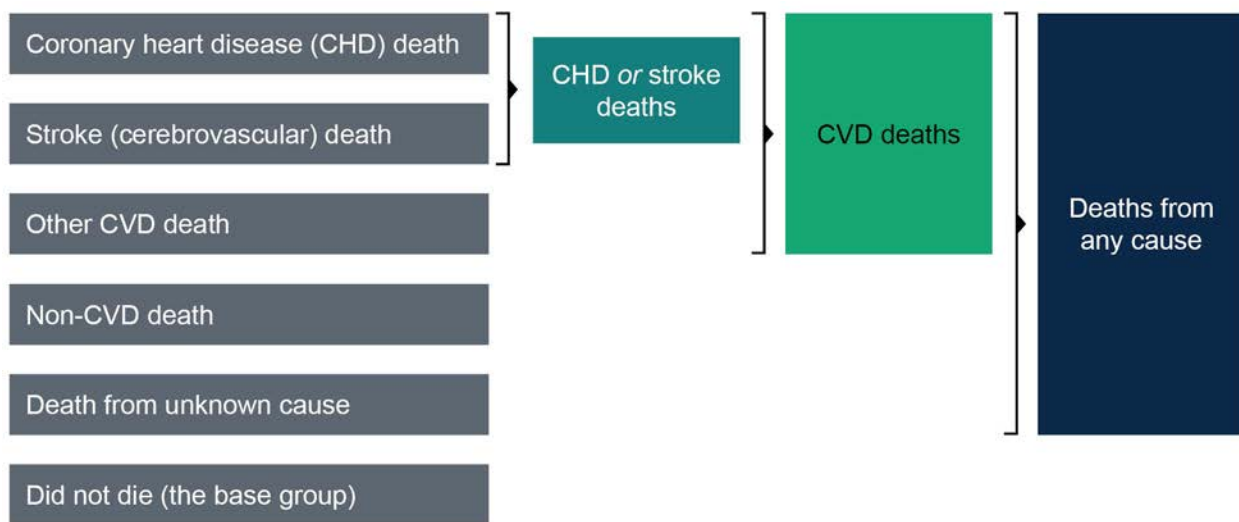 Coronary heart disease (CHD) death
Stroke (cerebrovascular) death
Other CVD death
Non-CVD death
Death from unknown cause
Did not die (the base group)
CHD or stroke
deaths
CVD deaths
Deaths from
any cause